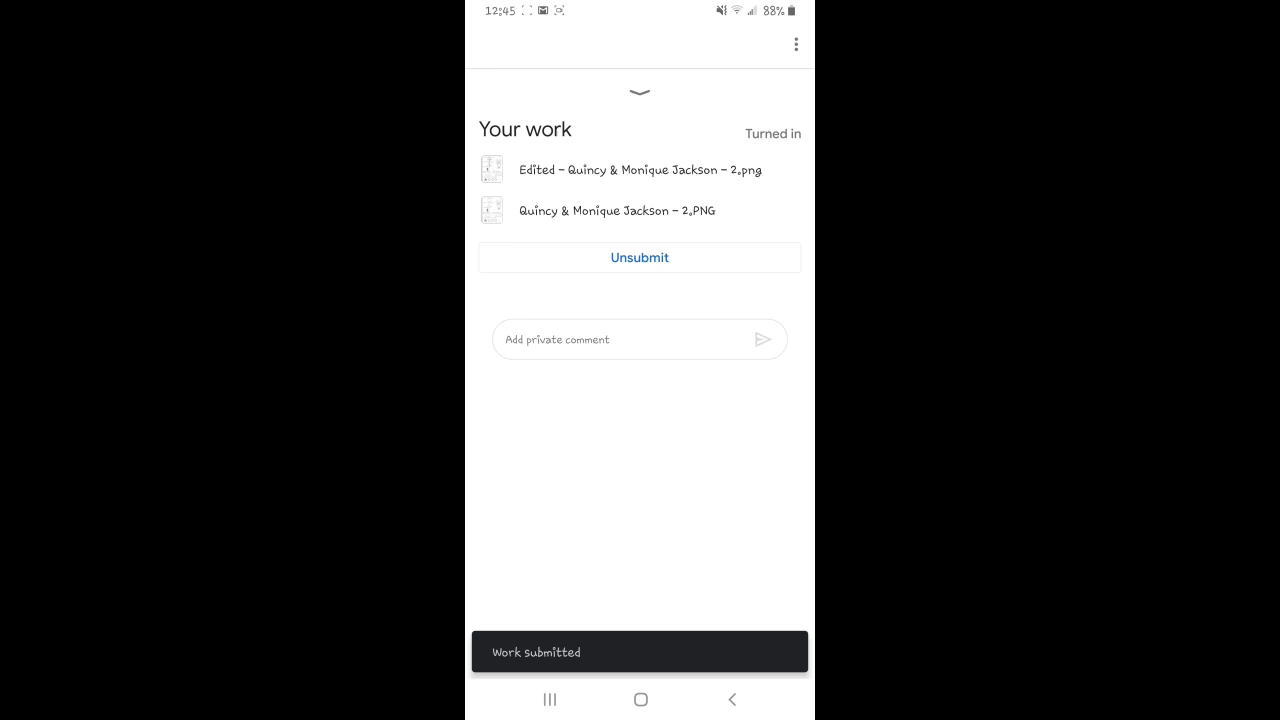 12:45 88%
Your work
Turned in
Edited - Quincy & Monique Jackson - 2.png
Quincy & Monique Jackson - 2.PNG
Unsubmit
Add private comment
Work submitted